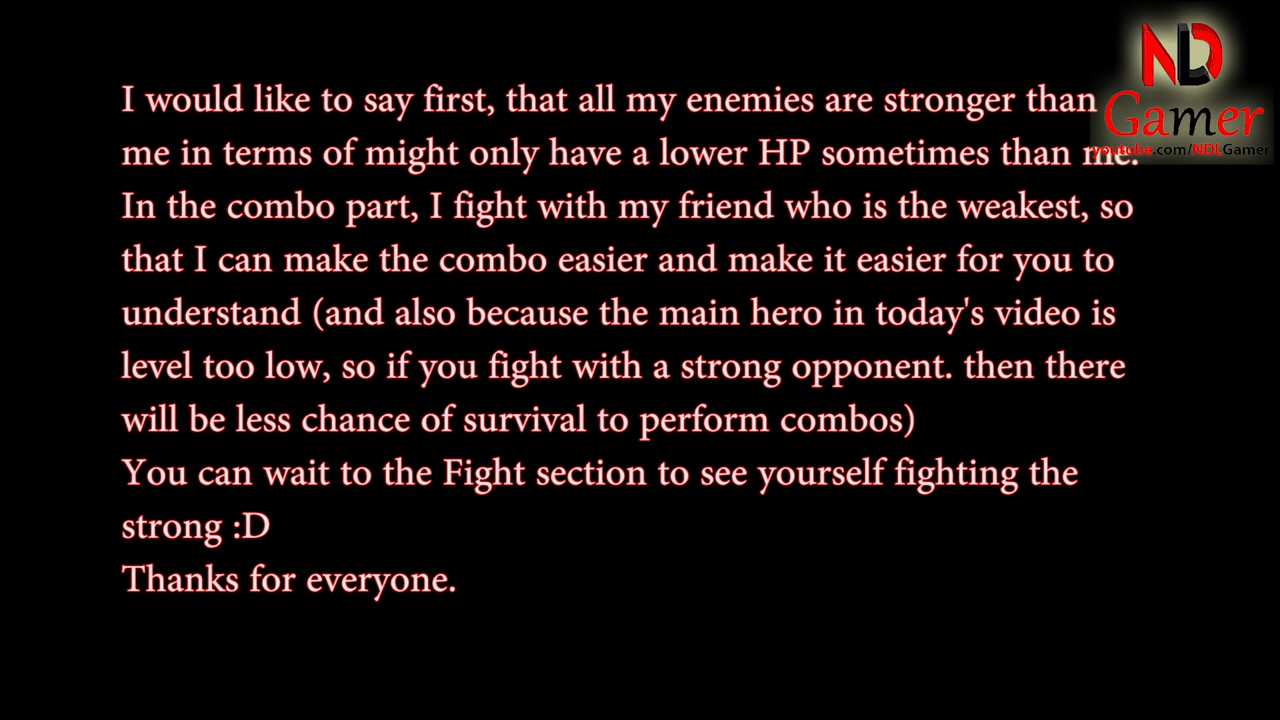 I would like to say first, that all my enemies are stronger than
me in terms of might only have a lower HP sometimes than me.
In the combo part, I fight with my friend who is the weakest, so
that I can make the combo easier and make it easier for you to
understand (and also because the main hero in today's video is
level too low, so if you fight with a strong opponent. then there
will be less chance of survival to perform combos)
You can wait to the Fight section to see yourself fighting the
strong :D
Thanks for everyone.
ND
Gamer
youtube.com/NDLGamer